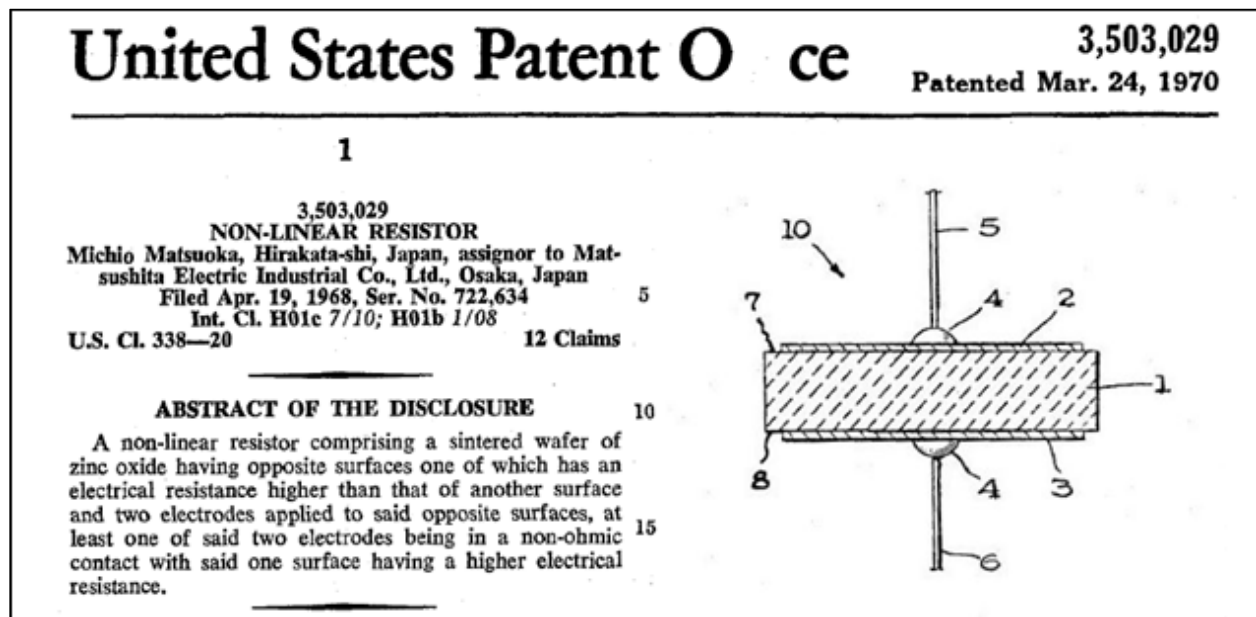 United States Patent O ce
3,503,029
Patented Mar. 24, 1970
1
3,503,029
NON-LINEAR RESISTOR
Michio Matsuoka, Hirakata-shi, Japan, assignor to Mat-
sushita Electric Industrial Co., Ltd., Osaka, Japan
Filed Apr. 19, 1968, Ser. No. 722,634 5
Int. Cl. H01c 7/10; H01b 1/08
U.S. Cl. 338—20 12 Claims
ABSTRACT OF THE DISCLOSURE 10
A non-linear resistor comprising a sintered wafer of
zinc oxide having opposite surfaces one of which has an
electrical resistance higher than that of another surface
and two electrodes applied to said opposite surfaces, at
least one of said two electrodes being in a non-ohmic 15
contact with said one surface having a higher electrical
resistance.
10
5
7
4
2
1
8
4
3
6